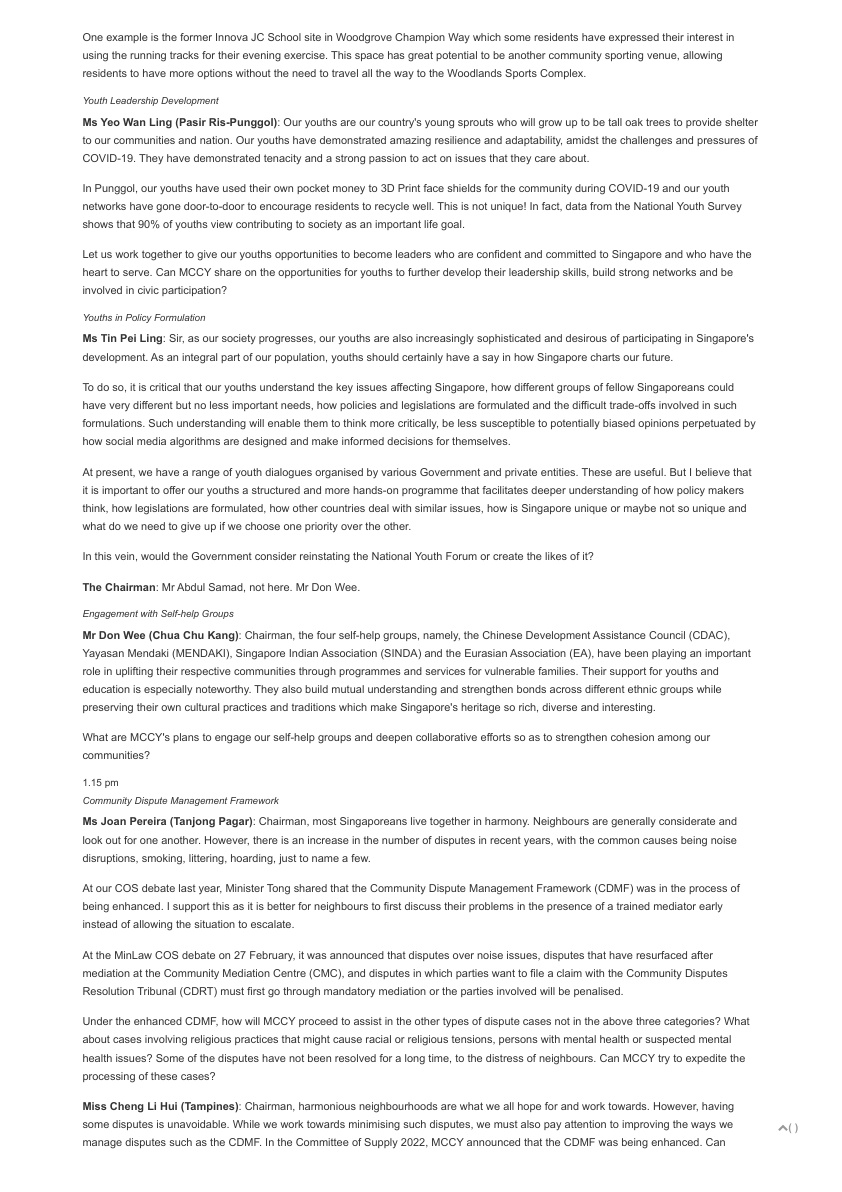 One example is the former Innova JC School site in Woodgrove Champion Way which some residents have expressed their interest in
using the running tracks for their evening exercise. This space has great potential to be another community sporting venue, allowing
residents to have more options without the need to travel all the way to the Woodlands Sports Complex.
Youth Leadership Development
Ms Yeo Wan Ling (Pasir Ris-Punggol): Our youths are our country's young sprouts who will grow up to be tall oak trees to provide shelter
to our communities and nation. Our youths have demonstrated amazing resilience and adaptability, amidst the challenges and pressures of
COVID-19. They have demonstrated tenacity and a strong passion to act on issues that they care about.
In Punggol, our youths have used their own pocket money to 3D Print face shields for the community during COVID-19 and our youth
networks have gone door-to-door to encourage residents to recycle well. This is not unique! In fact, data from the National Youth Survey
shows that 90% of youths view contributing to society as an important life goal.
Let us work together to give our youths opportunities to become leaders who are confident and committed to Singapore and who have the
heart to serve. Can MCCY share on the opportunities for youths to further develop their leadership skills, build strong networks and be
involved in civic participation?
Youths in Policy Formulation
Ms Tin Pei Ling: Sir, as our society progresses, our youths are also increasingly sophisticated and desirous of participating in Singapore's
development. As an integral part of our population, youths should certainly have a say in how Singapore charts our future.
To do so, it is critical that our youths understand the key issues affecting Singapore, how different groups of fellow Singaporeans could
have very different but no less important needs, how policies and legislations are formulated and the difficult trade-offs involved in such
formulations. Such understanding will enable them to think more critically, be less susceptible to potentially biased opinions perpetuated by
how social media algorithms are designed and make informed decisions for themselves.
At present, we have a range of youth dialogues organised by various Government and private entities. These are useful. But I believe that
it is important to offer our youths a structured and more hands-on programme that facilitates deeper understanding of how policy makers
think, how legislations are formulated, how other countries deal with similar issues, how is Singapore unique or maybe not so unique and
what do we need to give up if we choose one priority over the other.
In this vein, would the Government consider reinstating the National Youth Forum or create the likes of it?
The Chairman: Mr Abdul Samad, not here. Mr Don Wee.
Engagement with Self-help Groups
Mr Don Wee (Chua Chu Kang): Chairman, the four self-help groups, namely, the Chinese Development Assistance Council (CDAC),
Yayasan Mendaki (MENDAKI), Singapore Indian Association (SINDA) and the Eurasian Association (EA), have been playing an important
role in uplifting their respective communities through programmes and services for vulnerable families. Their support for youths and
education is especially noteworthy. They also build mutual understanding and strengthen bonds across different ethnic groups while
preserving their own cultural practices and traditions which make Singapore's heritage so rich, diverse and interesting.
What are MCCY's plans to engage our self-help groups and deepen collaborative efforts so as to strengthen cohesion among our
communities?
1.15 pm
Community Dispute Management Framework
Ms Joan Pereira (Tanjong Pagar): Chairman, most Singaporeans live together in harmony. Neighbours are generally considerate and
look out for one another. However, there is an increase in the number of disputes in recent years, with the common causes being noise
disruptions, smoking, littering, hoarding, just to name a few.
At our COS debate last year, Minister Tong shared that the Community Dispute Management Framework (CDMF) was in the process of
being enhanced. I support this as it is better for neighbours to first discuss their problems in the presence of a trained mediator early
instead of allowing the situation to escalate.
At the MinLaw COS debate on 27 February, it was announced that disputes over noise issues, disputes that have resurfaced after
mediation at the Community Mediation Centre (CMC), and disputes in which parties want to file a claim with the Community Disputes
Resolution Tribunal (CDRT) must first go through mandatory mediation or the parties involved will be penalised.
Under the enhanced CDMF, how will MCCY proceed to assist in the other types of dispute cases not in the above three categories? What
about cases involving religious practices that might cause racial or religious tensions, persons with mental health or suspected mental
health issues? Some of the disputes have not been resolved for a long time, to the distress of neighbours. Can MCCY try to expedite the
processing of these cases?
Miss Cheng Li Hui (Tampines): Chairman, harmonious neighbourhoods are what we all hope for and work towards. However, having
some disputes is unavoidable. While we work towards minimising such disputes, we must also pay attention to improving the ways we
manage disputes such as the CDMF. In the Committee of Supply 2022, MCCY announced that the CDMF was being enhanced. Can
( )